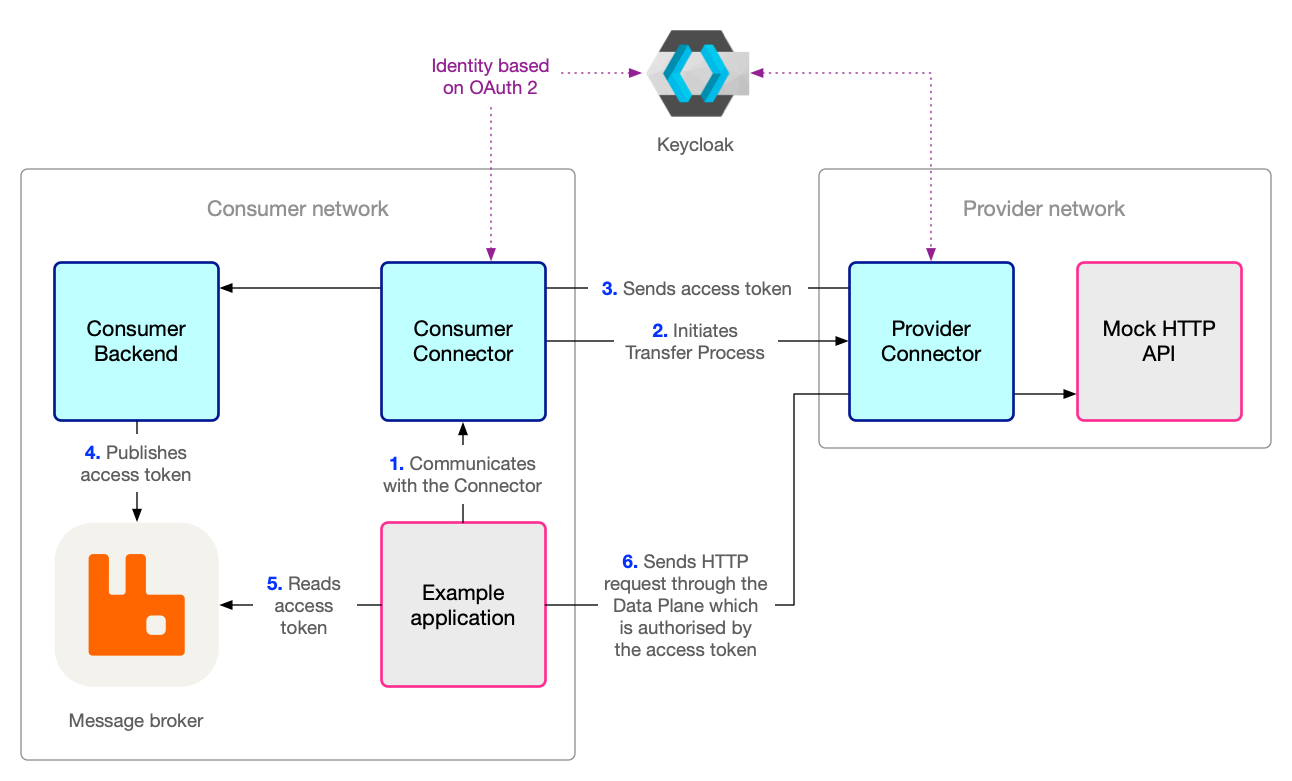 Identity based
on OAuth 2
Keycloak
Consumer network
Provider network
Consumer
Backend
Consumer
Connector
3. Sends access token
2. Initiates
Transfer Process
Provider
Connector
Mock HTTP
API
4. Publishes
access token
1. Communicates
with the Connector
5. Reads
access
token
Example
application
6. Sends HTTP
request through the
Data Plane which
is authorised by
the access token
Message broker